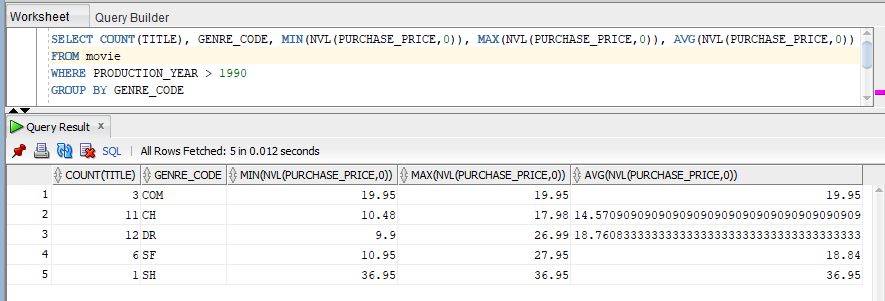 Worksheet Query Builder
SELECT COUNT(TITLE), GENRE_CODE, MIN(NVL(PURCHASE_PRICE,0)), MAX(NVL(PURCHASE_PRICE,0)), AVG(NVL(PURCHASE_PRICE,0))
FROM movie
WHERE PRODUCTION_YEAR > 1990
GROUP BY GENRE_CODE
Query Result x
SQL | All Rows Fetched: 5 in 0.012 seconds
COUNT(TITLE) GENRE_CODE MIN(NVL(PURCHASE_PRICE,0)) MAX(NVL(PURCHASE_PRICE,0)) AVG(NVL(PURCHASE_PRICE,0))
1 3 COM 19.95 19.95 19.95
2 11 CH 10.48 17.98 14.57090909090909090909090909090909090909
3 12 DR 9.9 26.99 18.76083333333333333333333333333333333333
4 6 SF 10.95 27.95 18.84
5 1 SH 36.95 36.95 36.95